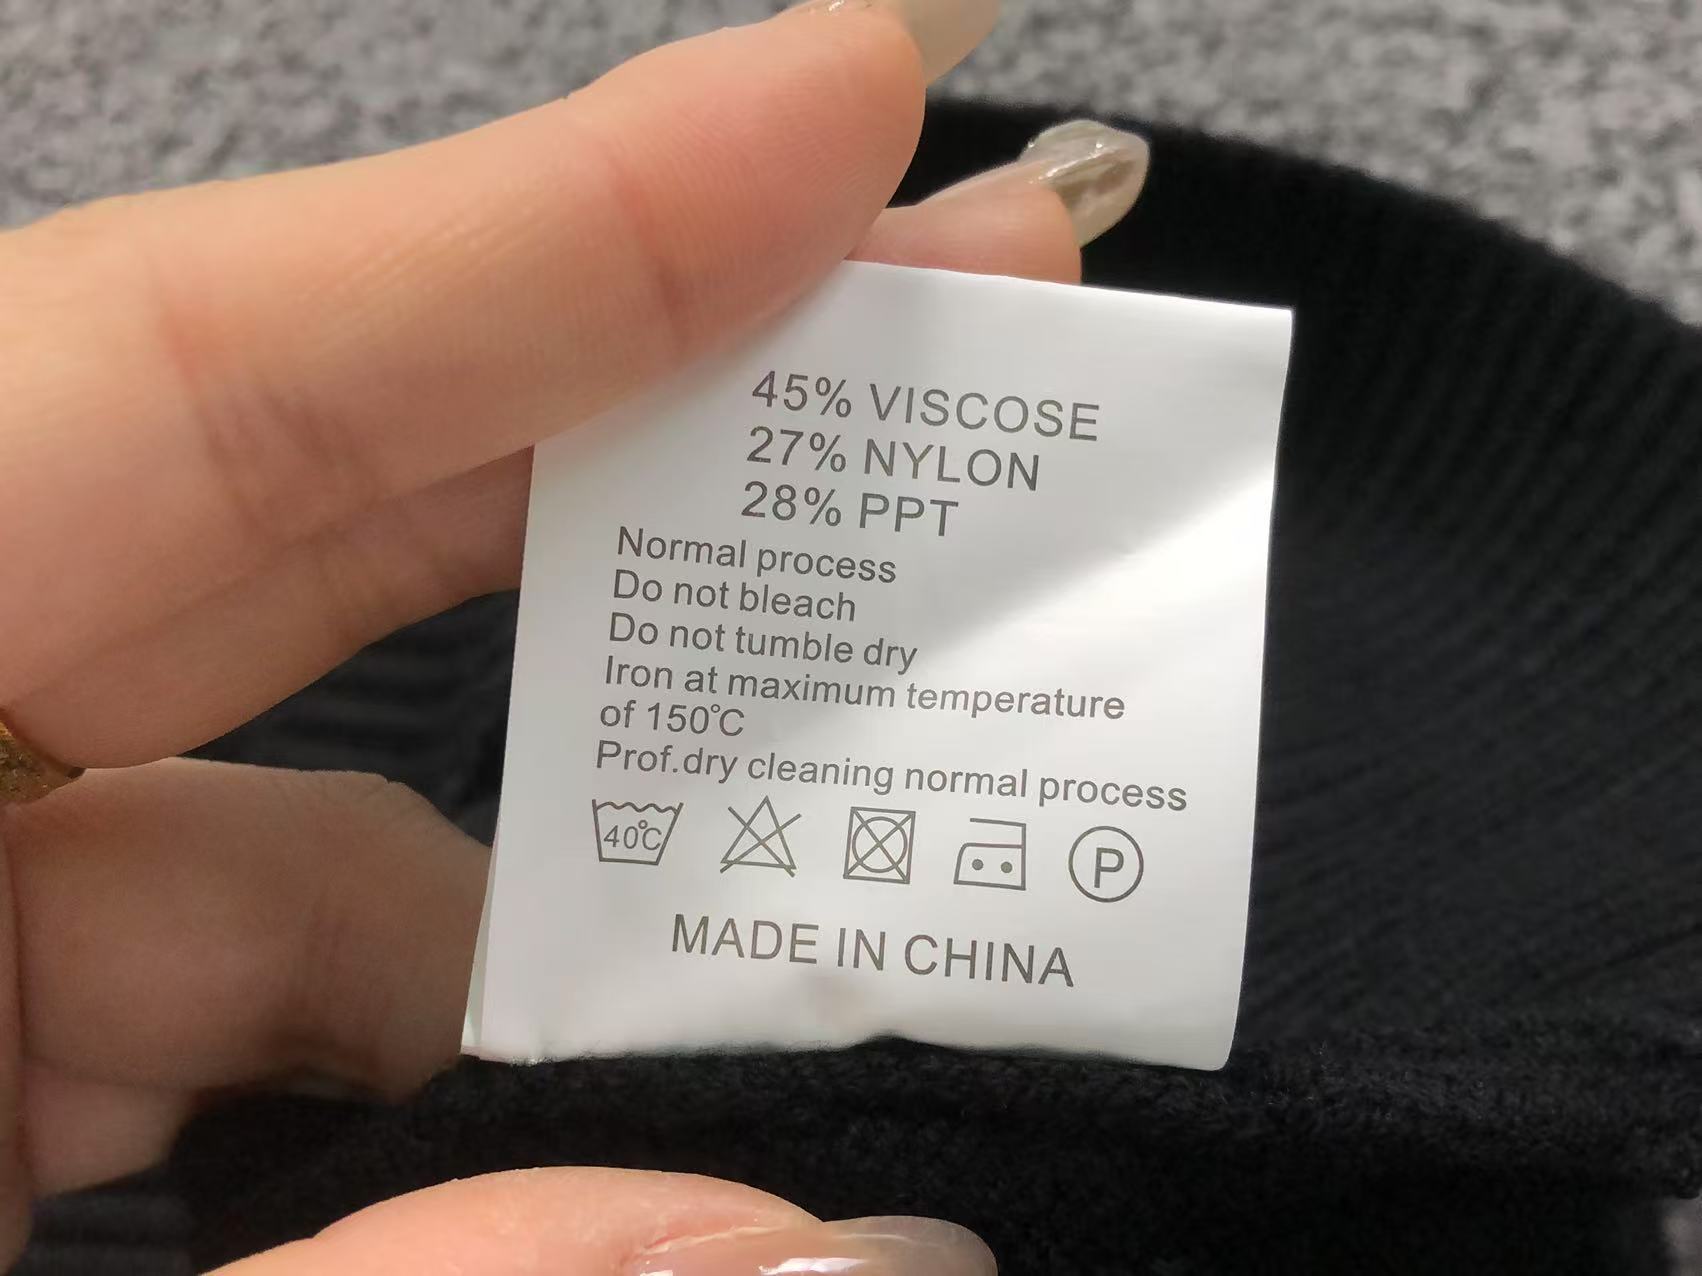 45% VISCOSE
27% NYLON
28% PPT
Normal process
Do not bleach
Do not tumble dry
Iron at maximum temperature
of 150℃
Prof.dry cleaning normal process
40℃ P
MADE IN CHINA